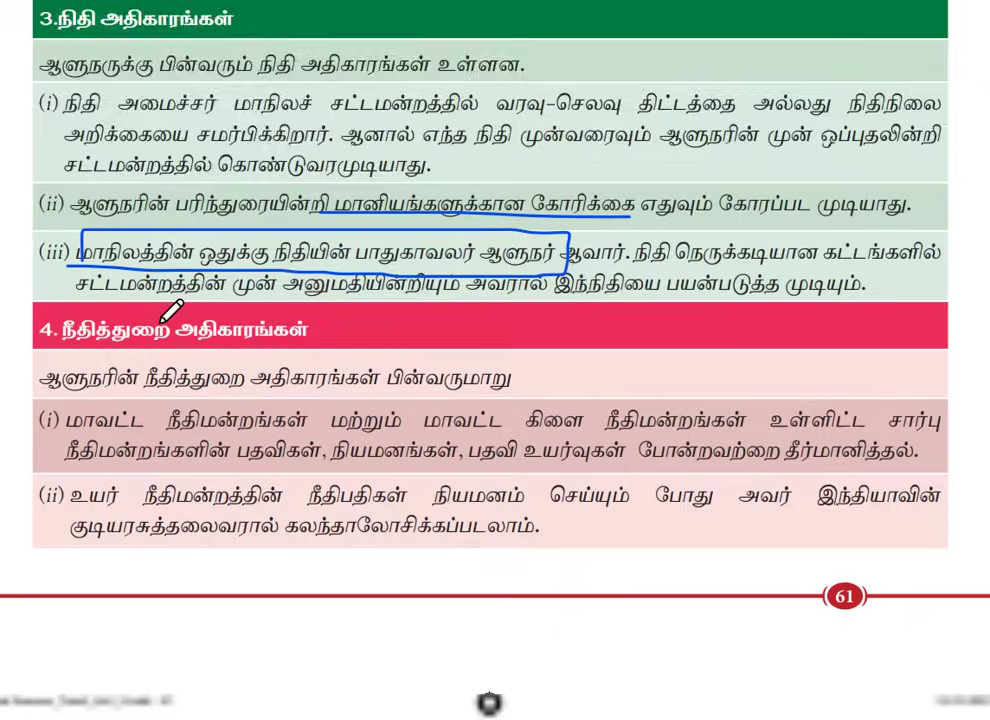 3.நிதி அதிகாரங்கள்
ஆளுநருக்கு பின்வரும் நிதி அதிகாரங்கள் உள்ளன.
(i) நிதி அமைச்சர் மாநிலச் சட்டமன்றத்தில் வரவு-செலவு திட்டத்தை அல்லது நிதிநிலை
அறிக்கையை சமர்பிக்கிறார். ஆனால் எந்த நிதி முன்வரைவும் ஆளுநரின் முன் ஒப்புதலின்றி
சட்டமன்றத்தில் கொண்டுவரமுடியாது.
(ii) ஆளுநரின் பரிந்துரையின்றி மானியங்களுக்கான கோரிக்கை எதுவும் கோரப்பட முடியாது.
(iii) மாநிலத்தின் ஒதுக்கு நிதியின் பாதுகாவலர் ஆளுநர் ஆவார். நிதி நெருக்கடியான கட்டங்களில்
சட்டமன்றத்தின் முன் அனுமதியின்றியும் அவரால் இந்நிதியை பயன்படுத்த முடியும்.
4. நீதித்துறை அதிகாரங்கள்
ஆளுநரின் நீதித்துறை அதிகாரங்கள் பின்வருமாறு
(i) மாவட்ட நீதிமன்றங்கள் மற்றும் மாவட்ட கிளை நீதிமன்றங்கள் உள்ளிட்ட சார்பு
நீதிமன்றங்களின் பதவிகள், நியமனங்கள், பதவி உயர்வுகள் போன்றவற்றை தீர்மானித்தல்.
(ii) உயர் நீதிமன்றத்தின் நீதிபதிகள் நியமனம் செய்யும் போது அவர் இந்தியாவின்
குடியரசுத்தலைவரால் கலந்தாலோசிக்கப்படலாம்.
61